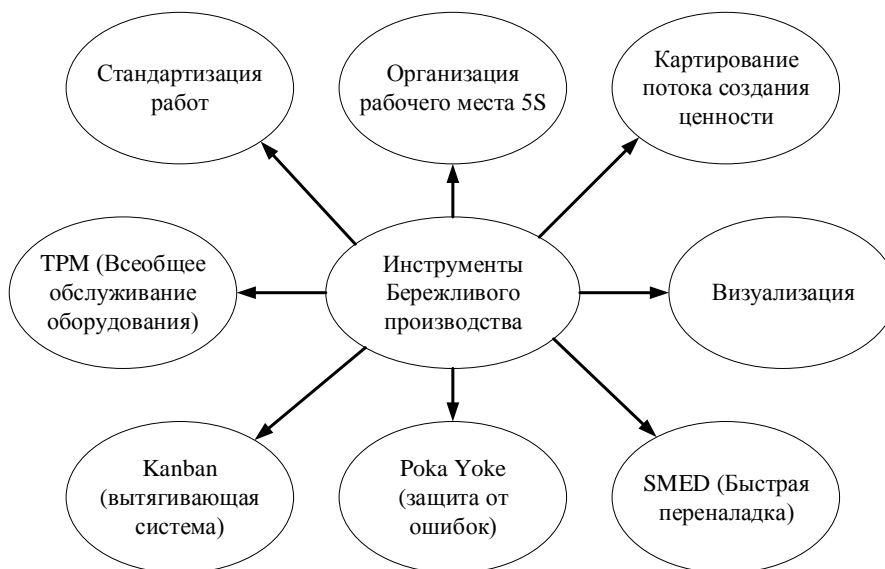 Стандартизация
работ
Организация
рабочего места 5S
Картирование
потока создания
ценности
TPM (Всеобщее
обслуживание
оборудования)
Инструменты
Бережливого
производства
Визуализация
Kanban
(вытягивающая
система)
Poka Yoke
(защита от
ошибок)
SMED (Быстрая
переналадка)